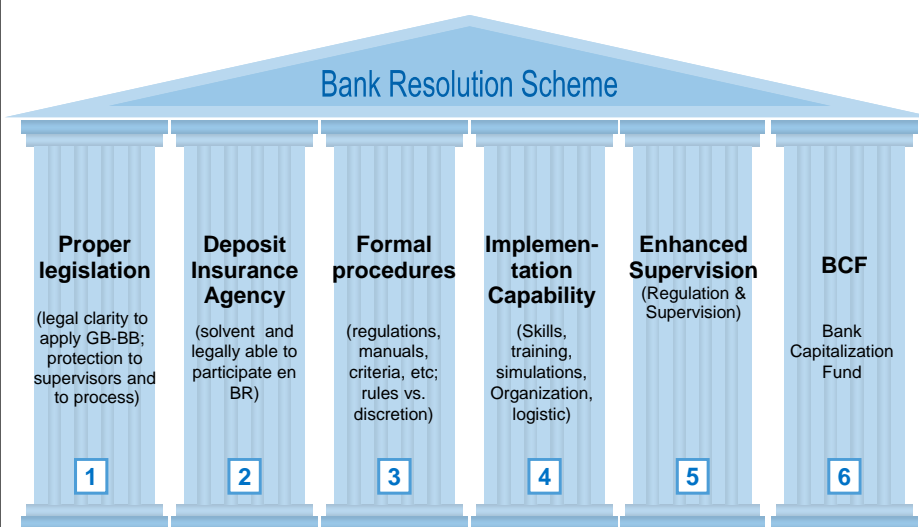 Bank Resolution Scheme
Proper
legislation
(legal clarity to
apply GB-BB;
protection to
supervisors and
to process)
1
Deposit
Insurance
Agency
(solvent and
legally able to
participate en
BR)
2
Formal
procedures
(regulations,
manuals,
criteria, etc;
rules vs.
discretion)
3
Implemen-
tation
Capability
(Skills,
training,
simulations,
Organization,
logistic)
4
Enhanced
Supervision
(Regulation &
Supervision)
5
BCF
Bank
Capitalization
Fund
6